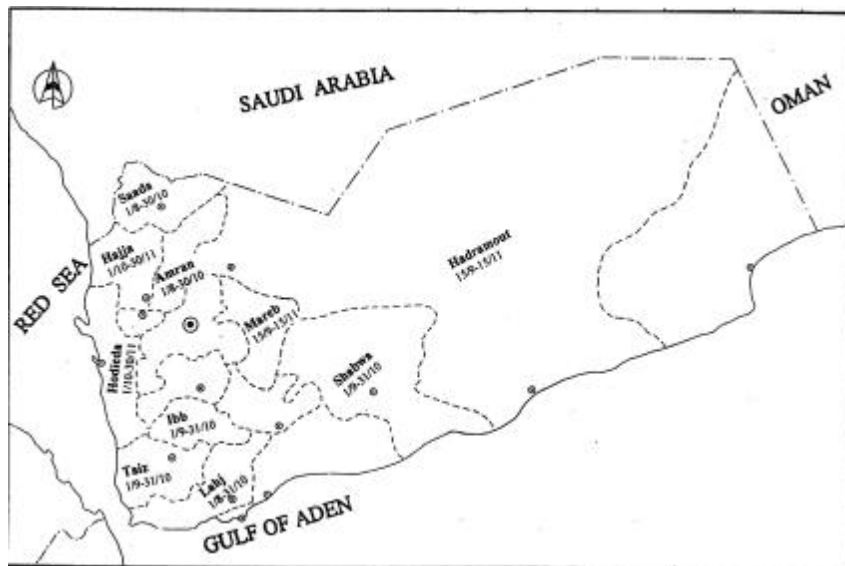 SAUDI ARABIA
OMAN
Saada
1/8-30/10
Hajja
1/10-30/11
Amran
1/8-30/10
RED SEA
Hadramout
15/9-15/11
Mareb
15/9-15/11
Hodieda
1/10-30/11
Shabwa
1/9-31/10
Ibb
1/9-31/10
Taiz
1/9-31/10
Lahj
1/8-31/10
GULF OF ADEN